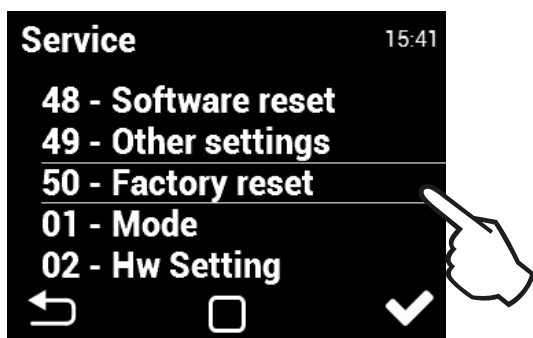 Service
15:41
48 - Software reset
49 - Other settings
50 - Factory reset
01 - Mode
02 - Hw Setting